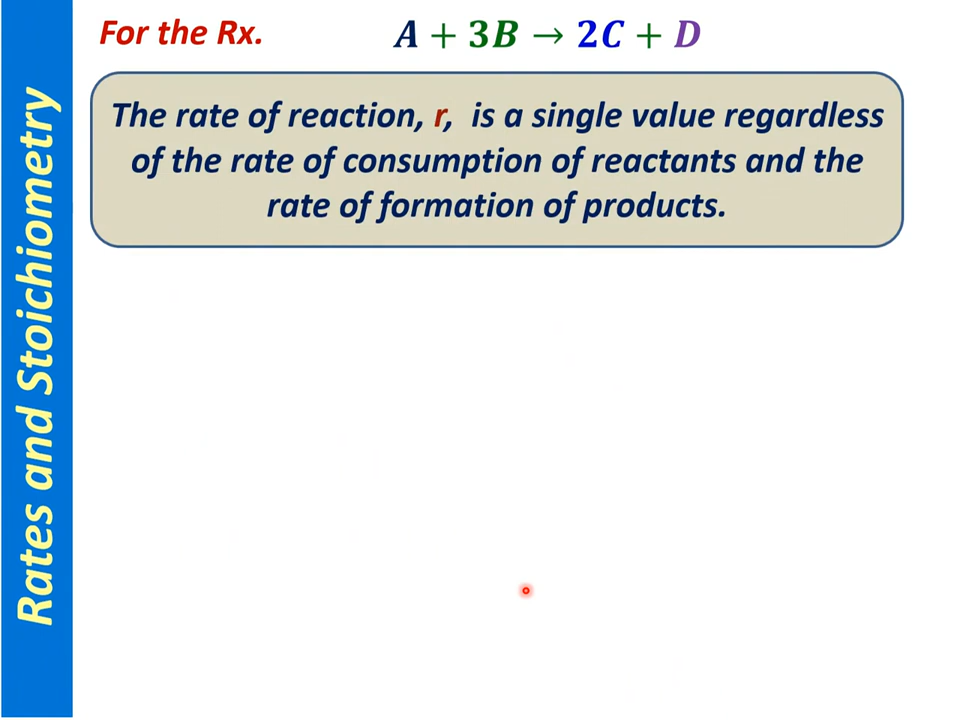 For the Rx.
A + 3B → 2C + D
The rate of reaction, r, is a single value regardless
of the rate of consumption of reactants and the
rate of formation of products.
Rates and Stoichiometry